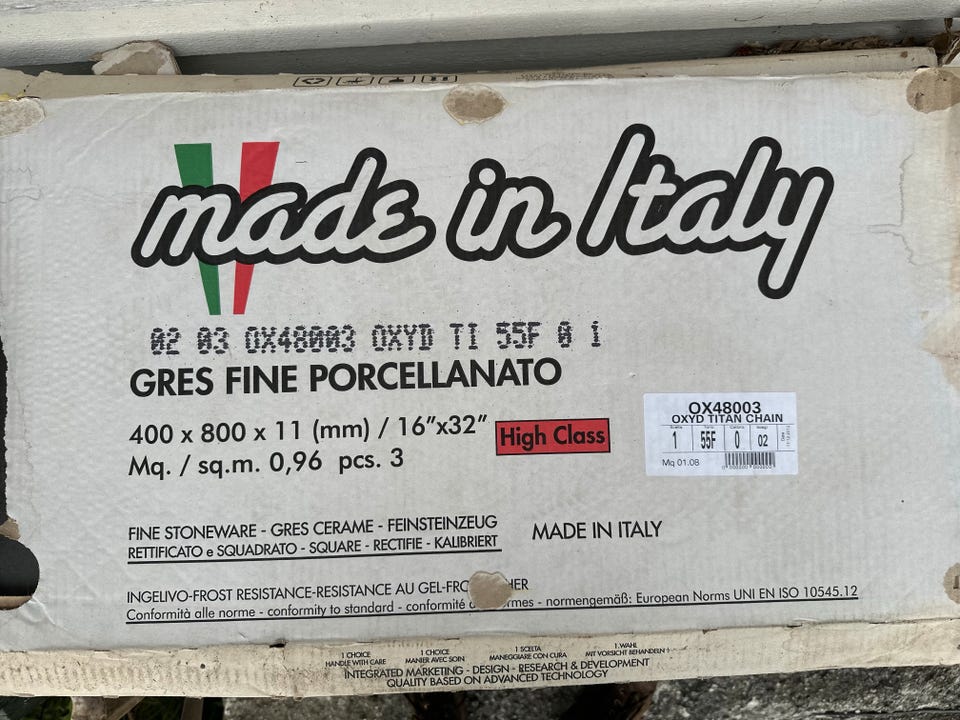 made in Italy
02 03 OX48003 OXYD TI 55F 0 1
GRES FINE PORCELLANATO
400 x 800 x 11 (mm) / 16”x32”
High Class
Mq. / sq.m. 0,96 pcs. 3
OX48003
OXYD TITAN CHAIN
1 55F 0 02
Mq 01.08
FINE STONEWARE - GRES CERAME - FEINSTEINZEUG
RETTIFICATO e SQUADRATO - SQUARE - RECTIFIE - KALIBRIERT
MADE IN ITALY
INGELIVO-FROST RESISTANCE-RESISTANCE AU GEL-FRO HER
Conformità alle norme - conformity to standard - conformité rmes - normengemäß: European Norms UNI EN ISO 10545.12
1 CHOICE 1 CHOICE 1 SCELTA 1.WAHL
HANDLE WITH CARE MANIER AVEC SOIN MANEGGIARE CON CURA MIT VORSICHT BEHANDELN
INTEGRATED MARKETING - DESIGN - RESEARCH & DEVELOPMENT
QUALITY BASED ON ADVANCED TECHNOLOGY